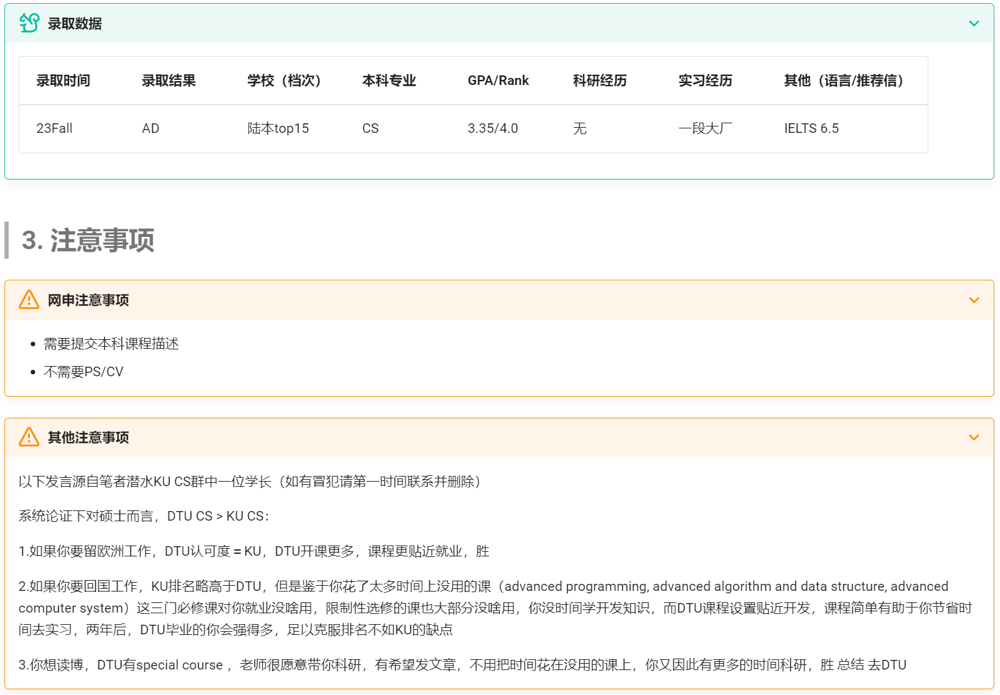 录取数据
录取时间 录取结果 学校（档次） 本科专业 GPA/Rank 科研经历 实习经历 其他（语言/推荐信）
23Fall AD 陆本top15 CS 3.35/4.0 无 一段大厂 IELTS 6.5
3. 注意事项
网申注意事项
需要提交本科课程描述
不需要PS/CV
其他注意事项
以下发言源自笔者潜水KU CS群中一位学长（如有冒犯请第一时间联系并删除）
系统论证下对硕士而言，DTU CS > KU CS：
1.如果你要留欧洲工作，DTU认可度 = KU，DTU开课更多，课程更贴近就业，胜
2.如果你要回国工作，KU排名略高于DTU，但是鉴于你花了太多时间上没用的课（advanced programming, advanced algorithm and data structure, advanced
computer system）这三门必修课对你就业没啥用，限制性选修的课也大部分没啥用，你没时间学开发知识，而DTU课程设置贴近开发，课程简单有助于你节省时
间去实习，两年后，DTU毕业的你会强得多，足以克服排名不如KU的缺点
3.你想读博，DTU有special course ，老师很愿意带你科研，有希望发文章，不用把时间花在没用的课上，你又因此有更多的时间科研，胜 总结 去DTU